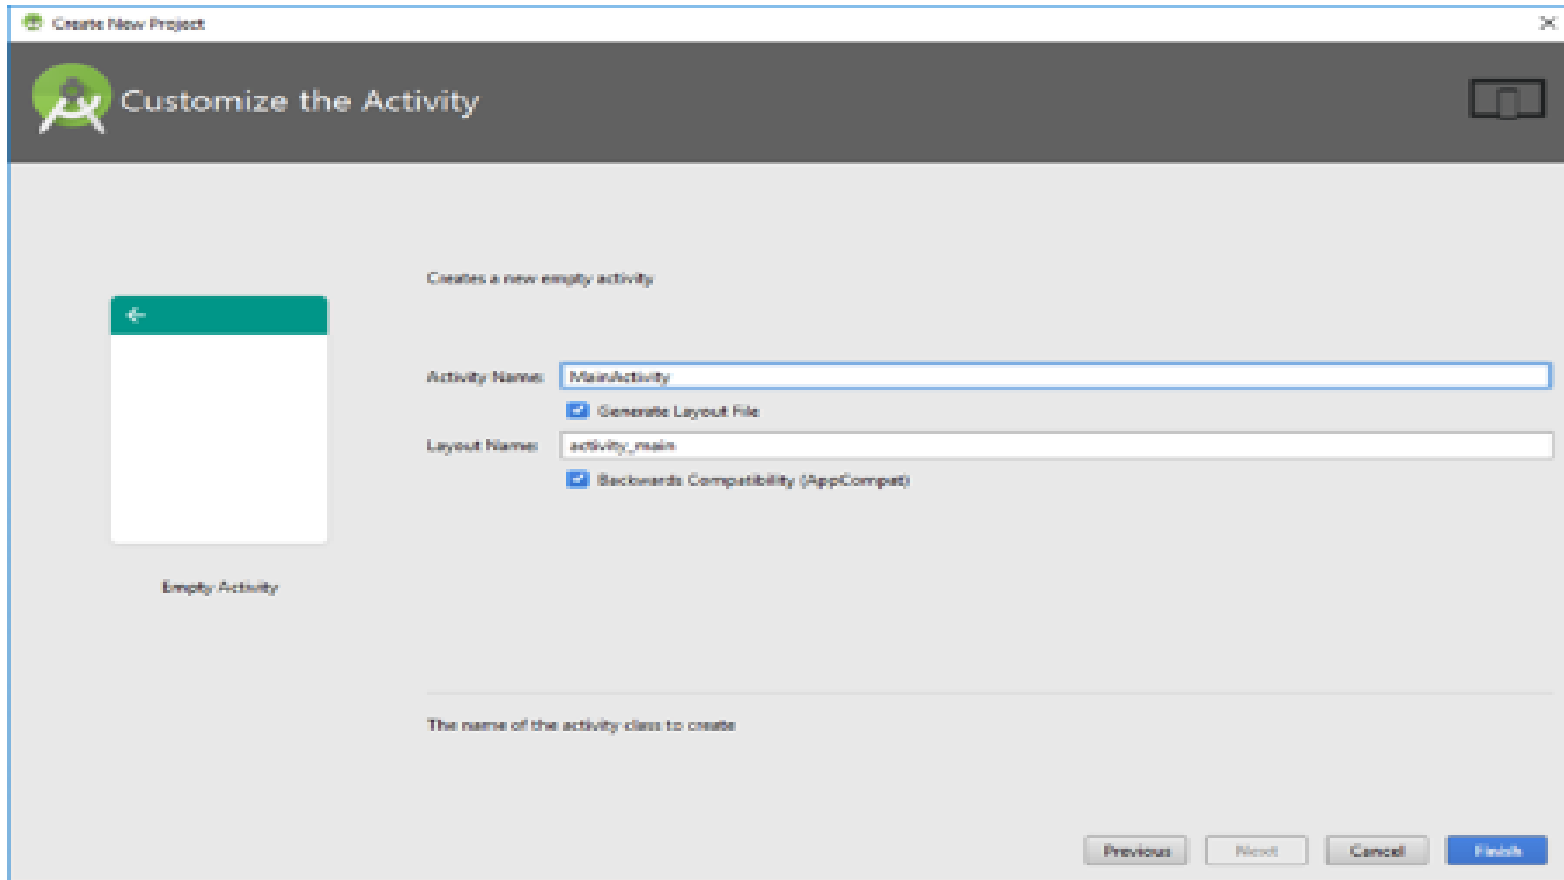 Create New Project
Customize the Activity
Creates a new empty activity
Activity Name: MainActivity
Generate Layout File
Layout Name: activity_main
Backwards Compatibility (AppCompat)
Empty Activity
The name of the activity class to create
Previous Next Cancel Finish